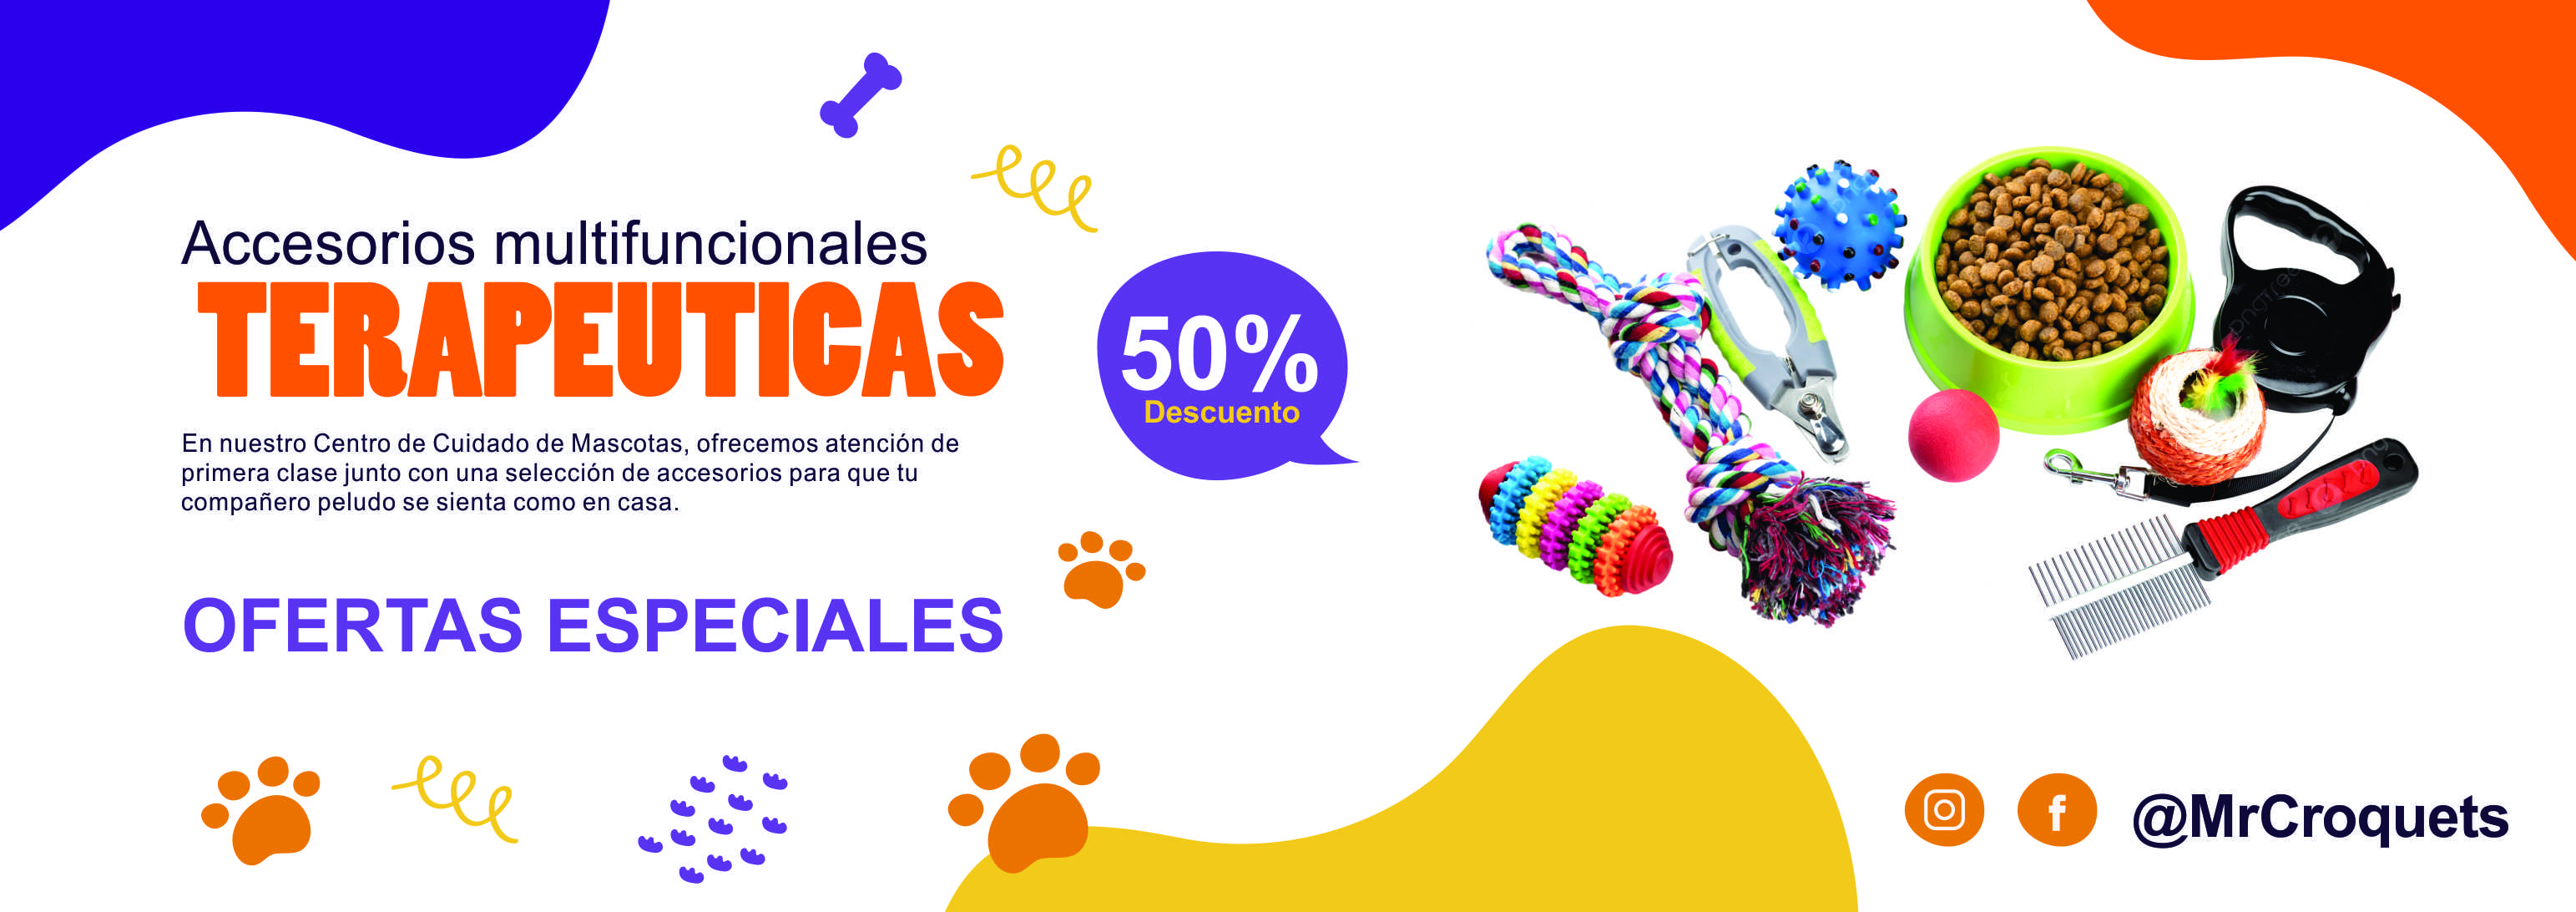 Accesorios multifuncionales
TERAPEUTICAS
En nuestro Centro de Cuidado de Mascotas, ofrecemos atención de
primera clase junto con una selección de accesorios para que tu
compañero peludo se sienta como en casa.
OFERTAS ESPECIALES
50%
Descuento
@MrCroquets